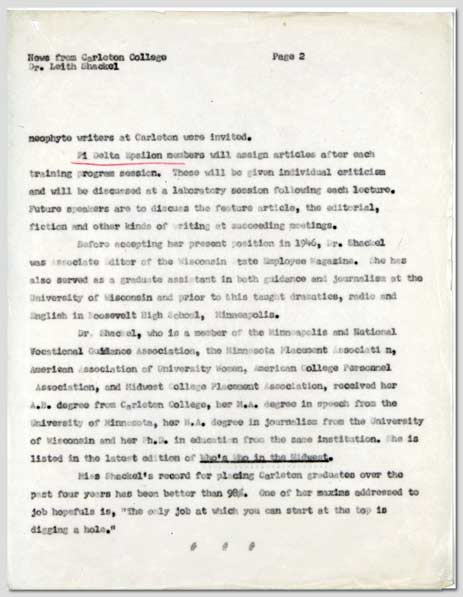 News from Carleton College Page 2
Dr. Leith Shackel
neophyte writers at Carleton were invited.
Pi Delta Epsilon members will assign articles after each
training program session. These will be given individual criticism
and will be discussed at a laboratory session following each lecture.
Future speakers are to discuss the feature article, the editorial,
fiction and other kinds of writing at succeeding meetings.
Before accepting her present position in 1946, Dr. Shackel
was Associate Editor of the Wisconsin State Employee Magazine. She has
also served as a graduate assistant in both guidance and journalism at the
University of Wisconsin and prior to this taught dramatics, radio and
English in Roosevelt High School, Minneapolis.
Dr. Shackel, who is a member of the Minneapolis and National
Vocational Guidance Association, the Minnesota Placement Associati n,
American Association of University Women, American College Personnel
Association, and Midwest College Placement Association, received her
A.B. degree from Carleton College, her M.A. degree in speech from the
University of Minnesota, her M.A. degree in journalism from the University
of Wisconsin and her Ph.D. in education from the same institution. She is
listed in the latest edition of Who's Who in the Midwest.
Miss Shackel's record for placing Carleton graduates over the
past four years has been better than 98%. One of her maxims addressed to
job hopefuls is, "The only job at which you can start at the top is
digging a hole."
# # #